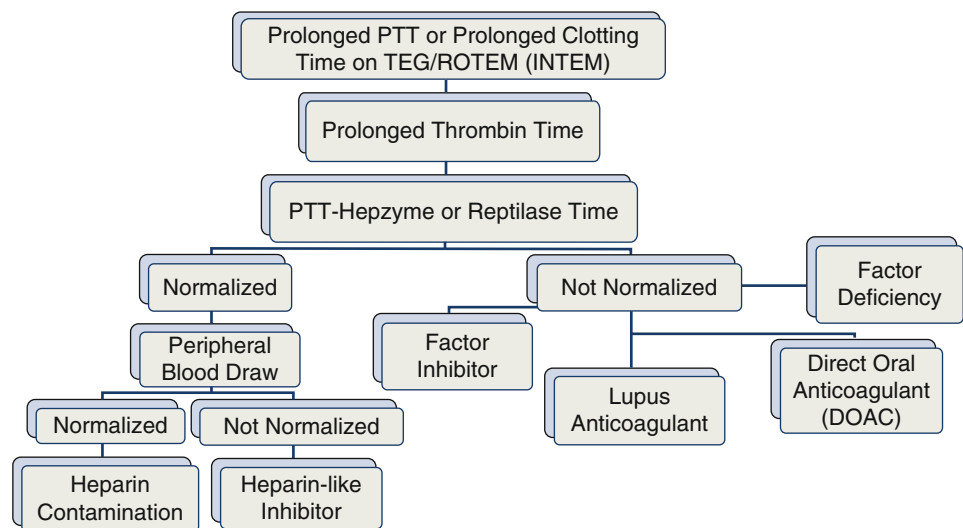 Prolonged PTT or Prolonged Clotting
Time on TEG/ROTEM (INTEM)
Prolonged Thrombin Time
PTT-Hepzyme or Reptilase Time
Normalized
Not Normalized
Factor
Deficiency
Peripheral
Blood Draw
Factor
Inhibitor
Lupus
Anticoagulant
Direct Oral
Anticoagulant
(DOAC)
Normalized
Not Normalized
Heparin
Contamination
Heparin-like
Inhibitor